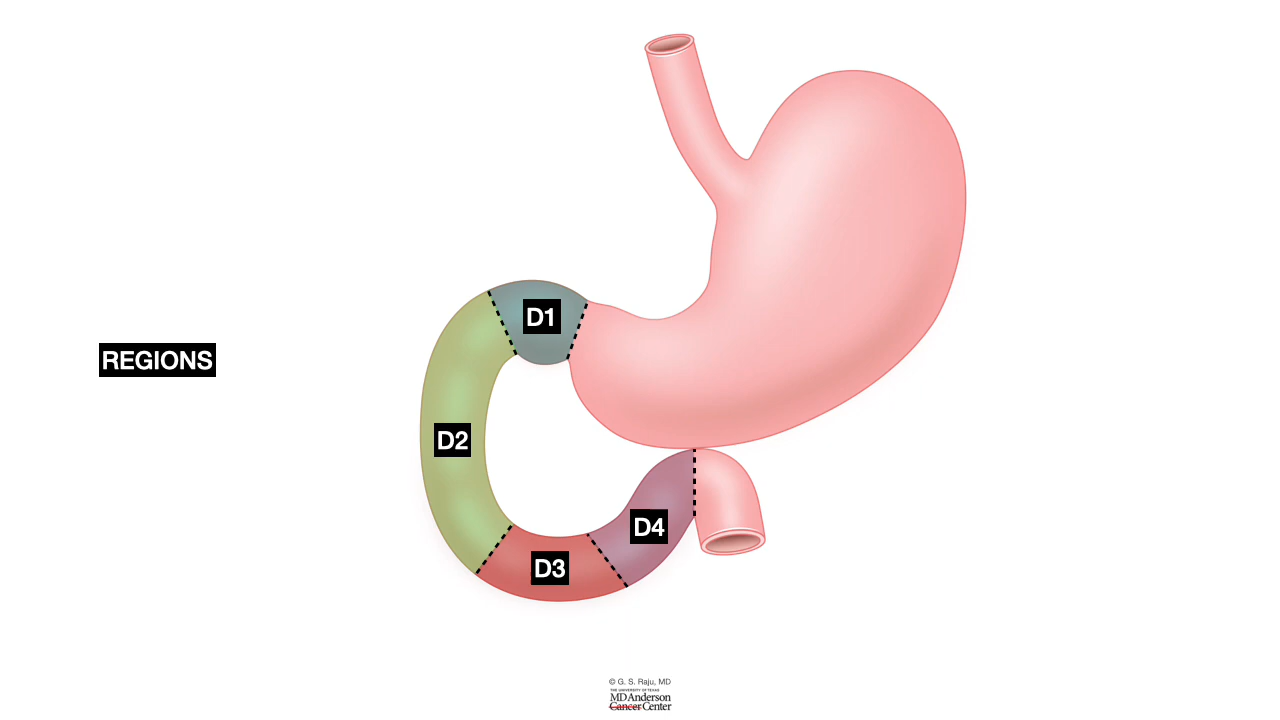 D1
REGIONS
D2
D4
D3
© G. S. Raju, MD
THE UNIVERSITY OF TEXAS
MD Anderson
Cancer Center